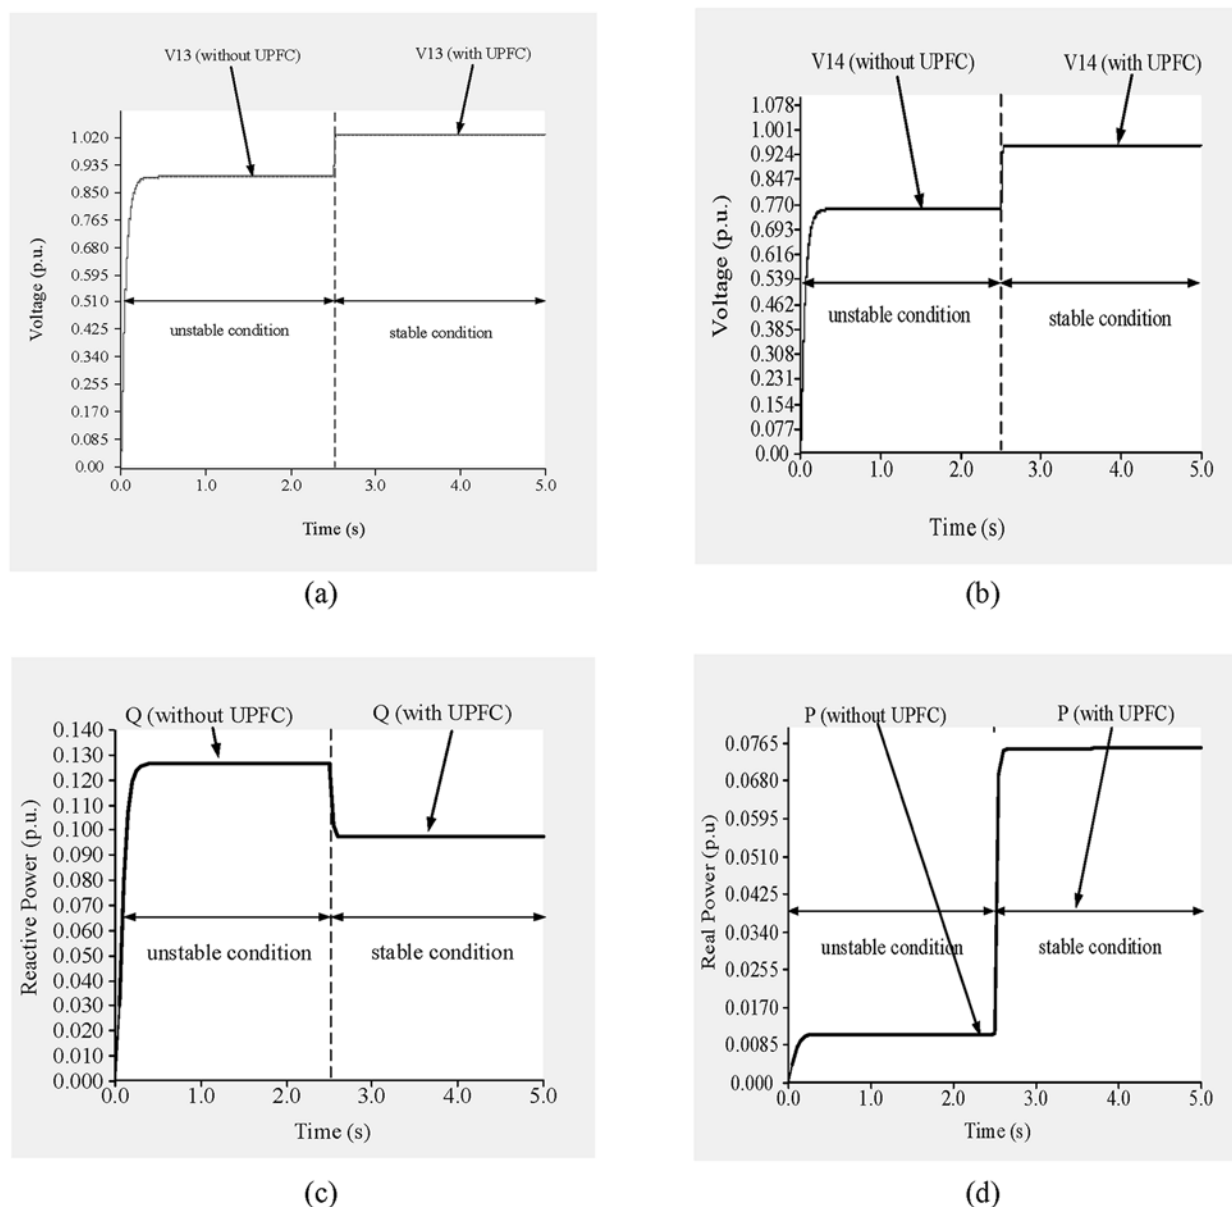 V13 (without UPFC)
V13 (with UPFC)
1.020
0.935
0.850
0.765
0.680
0.595
0.510
0.425
0.340
0.255
0.170
0.085
0.00
Voltage (p.u.)
unstable condition
stable condition
0.0 1.0 2.0 3.0 4.0 5.0
Time (s)
(a)
V14 (without UPFC)
V14 (with UPFC)
1.078
1.001
0.924
0.847
0.770
0.693
0.616
0.539
0.462
0.385
0.308
0.231
0.154
0.077
0.00
Voltage (p.u.)
unstable condition
stable condition
0.0 1.0 2.0 3.0 4.0 5.0
Time (s)
(b)
Q (without UPFC)
Q (with UPFC)
0.140
0.130
0.120
0.110
0.100
0.090
0.080
0.070
0.060
0.050
0.040
0.030
0.020
0.010
0.000
Reactive Power (p.u.)
unstable condition
stable condition
0.0 1.0 2.0 3.0 4.0 5.0
Time (s)
(c)
P (without UPFC)
P (with UPFC)
0.0765
0.0680
0.0595
0.0510
0.0425
0.0340
0.0255
0.0170
0.0085
0.000
Real Power (p.u)
unstable condition
stable condition
0.0 1.0 2.0 3.0 4.0 5.0
Time (s)
(d)